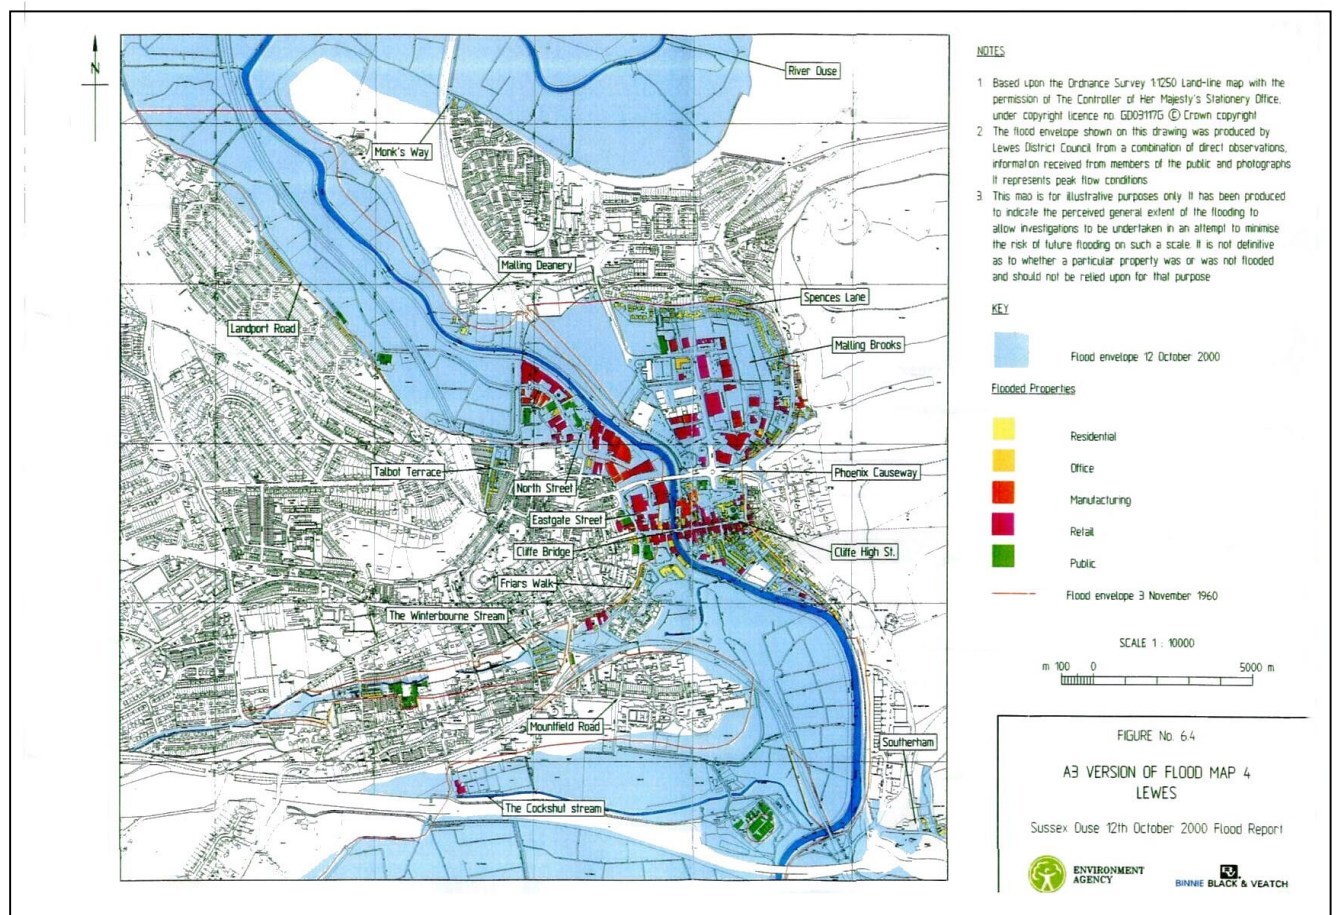 N
River Ouse
Monk's Way
Malling Deanery
Spences Lane
Landport Road
Malling Brooks
Talbot Terrace
Phoenix Causeway
North Street
Eastgate Street
Cliffe Bridge
Cliffe High St.
Friars Walk
The Winterbourne Stream
Mountfield Road
Southerham
The Cockshut stream
NOTES
1 Based upon the Ordnance Survey 1:1250 Land-line map with the
permission of The Controller of Her Majesty's Stationery Office,
under copyright licence no. GD03117G © Crown copyright
2 The flood envelope shown on this drawing was produced by
Lewes District Council from a combination of direct observations,
information received from members of the public and photographs
It represents peak flow conditions
3 This map is for illustrative purposes only It has been produced
to indicate the perceived general extent of the flooding to
allow investigations to be undertaken in an attempt to minimise
the risk of future flooding on such a scale. It is not definitive
as to whether a particular property was or was not flooded
and should not be relied upon for that purpose
KEY
Flood envelope 12 October 2000
Flooded Properties
Residential
Office
Manufacturing
Retail
Public
Flood envelope 3 November 1960
SCALE 1 : 10000
m 100 0 5000 m
FIGURE No. 6.4
A3 VERSION OF FLOOD MAP 4
LEWES
Sussex Ouse 12th October 2000 Flood Report
ENVIRONMENT
AGENCY
BINNIE BLACK & VEATCH